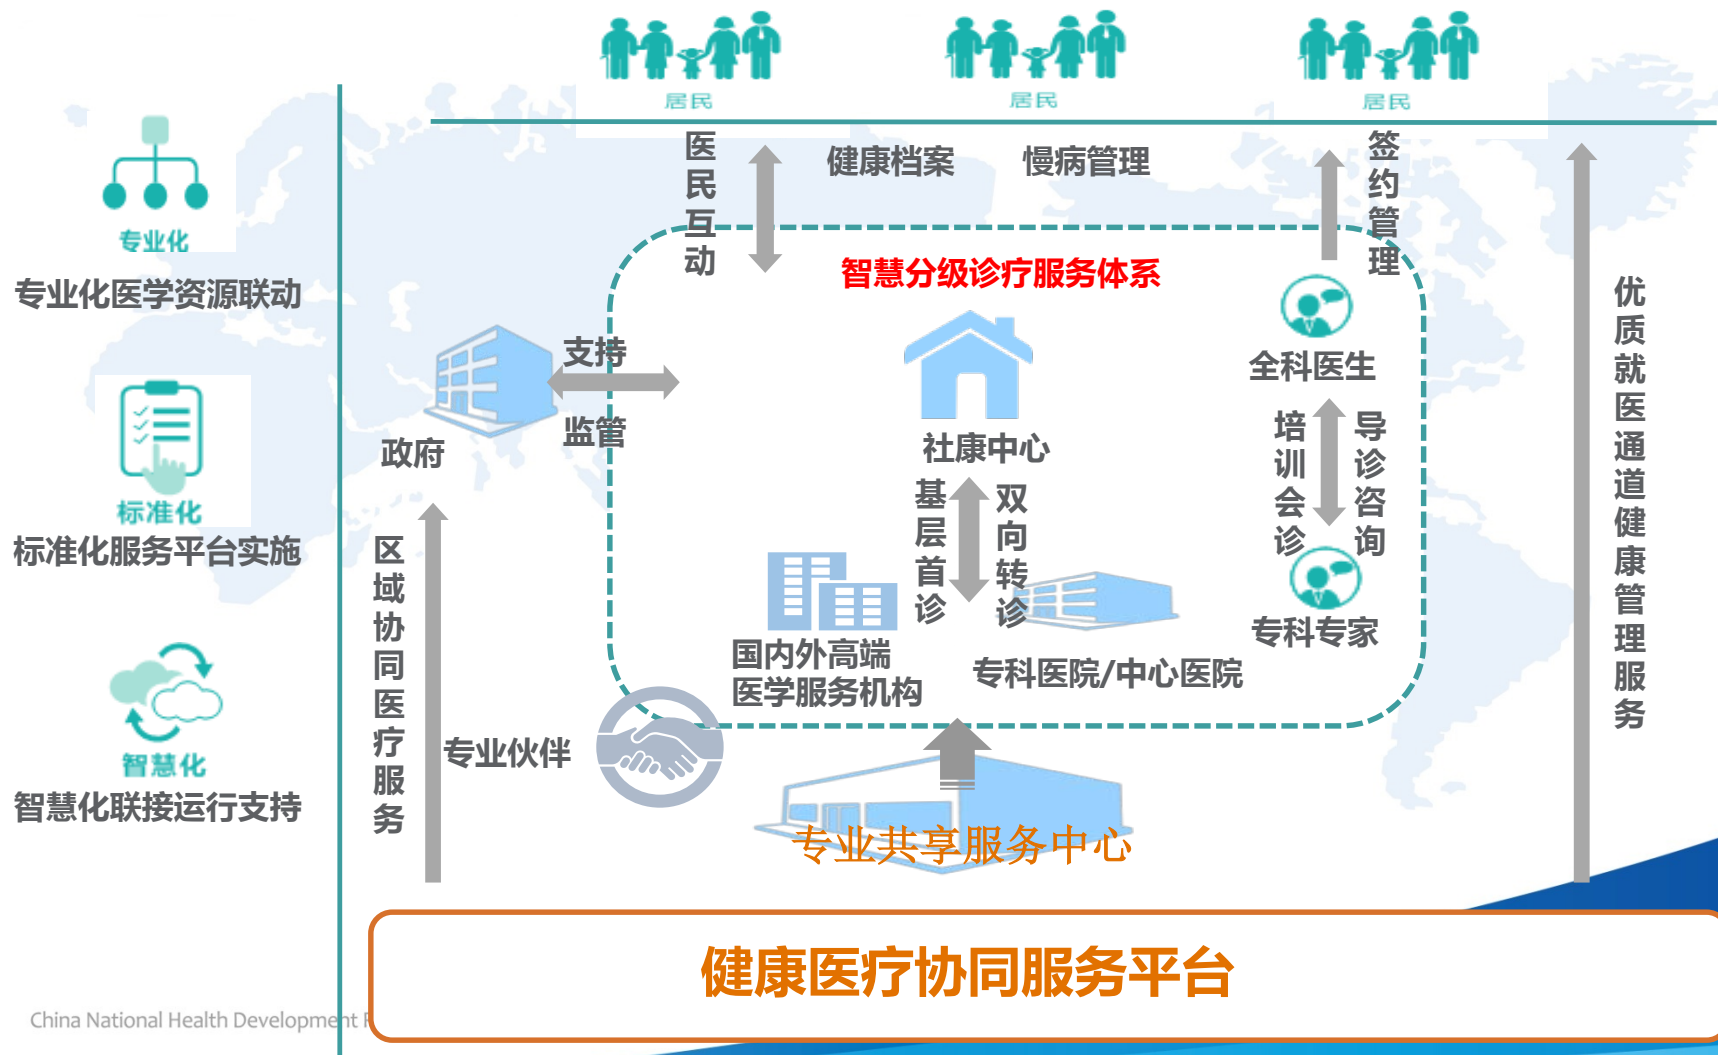 居民
居民
居民
专业化
专业化医学资源联动
标准化
标准化服务平台实施
智慧化
智慧化联接运行支持
医民互动
健康档案
慢病管理
签约管理
智慧分级诊疗服务体系
支持
监管
政府
社康中心
全科医生
培训会诊
导诊咨询
基层首诊
双向转诊
专科专家
国内外高端
医学服务机构
专科医院/中心医院
区域协同医疗服务
专业伙伴
优质就医通道健康管理服务
专业共享服务中心
健康医疗协同服务平台
China National Health Development